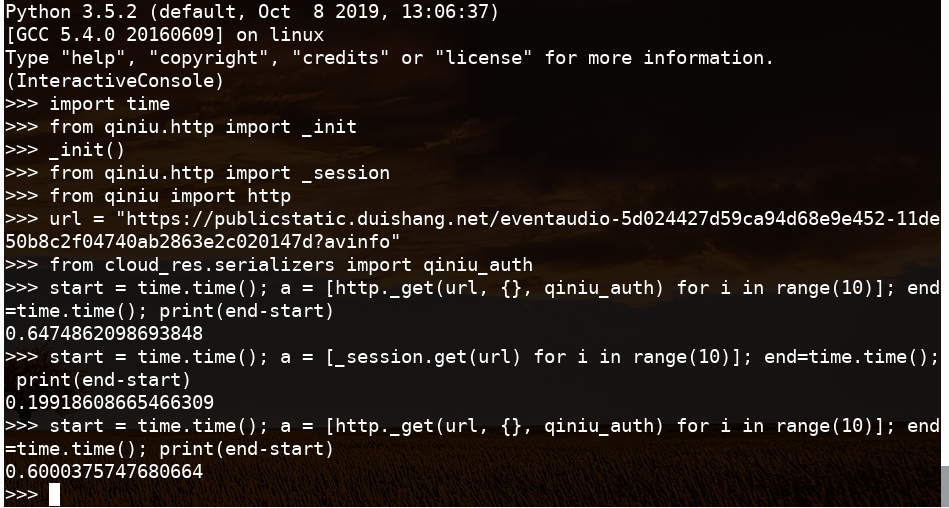 Python 3.5.2 (default, Oct  8 2019, 13:06:37)
[GCC 5.4.0 20160609] on linux
Type "help", "copyright", "credits" or "license" for more information.
(InteractiveConsole)
>>> import time
>>> from qiniu.http import _init
>>> _init()
>>> from qiniu.http import _session
>>> from qiniu import http
>>> url = "https://publicstatic.duishang.net/eventaudio-5d024427d59ca94d68e9e452-11de
50b8c2f04740ab2863e2c020147d?avinfo"
>>> from cloud_res.serializers import qiniu_auth
>>> start = time.time(); a = [http._get(url, {}, qiniu_auth) for i in range(10)]; end
=time.time(); print(end-start)
0.6474862098693848
>>> start = time.time(); a = [_session.get(url) for i in range(10)]; end=time.time();
 print(end-start)
0.19918608665466309
>>> start = time.time(); a = [http._get(url, {}, qiniu_auth) for i in range(10)]; end
=time.time(); print(end-start)
0.6000375747680664
>>>